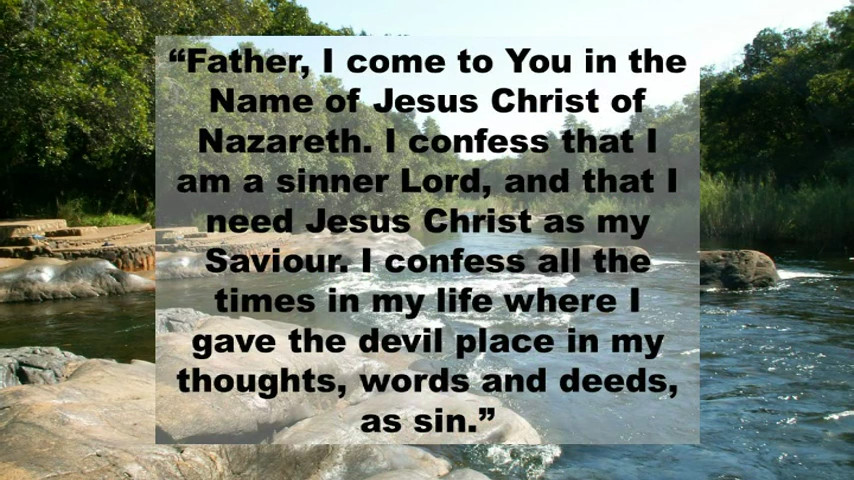 “Father, I come to You in the
Name of Jesus Christ of
Nazareth. I confess that I
am a sinner Lord, and that I
need Jesus Christ as my
Saviour. I confess all the
times in my life where I
gave the devil place in my
thoughts, words and deeds,
as sin.”